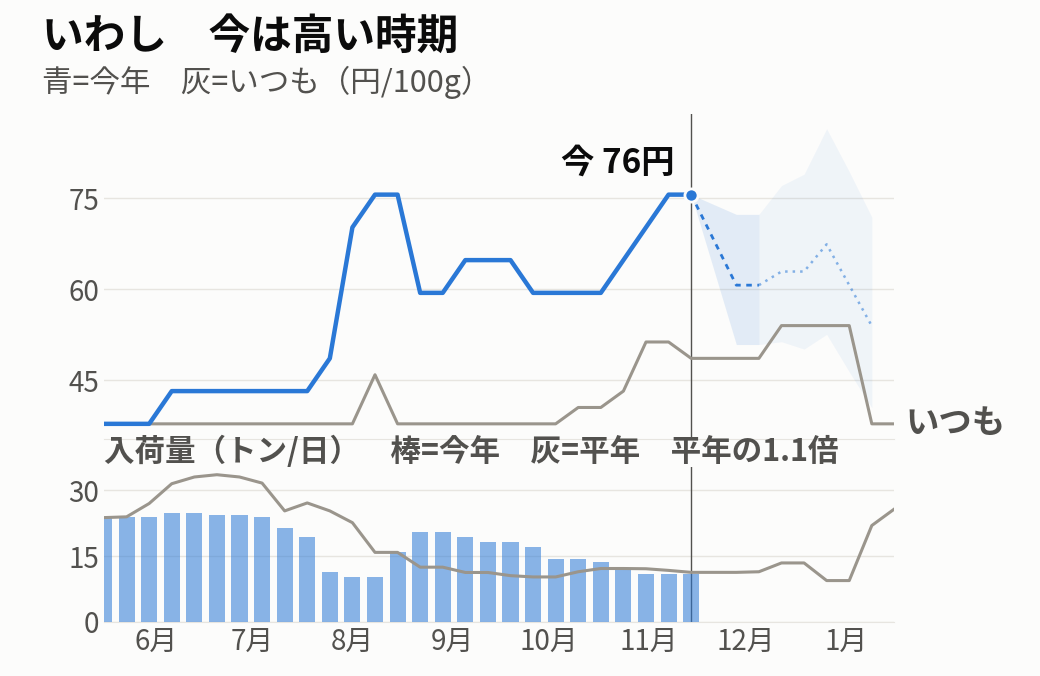 いわし　今は高い時期
青=今年　灰=いつも（円/100g）
今 76円
75
60
45
いつも
入荷量（トン/日）　棒=今年　灰=平年　平年の1.1倍
30
15
0
6月　7月　8月　9月　10月　11月　12月　1月